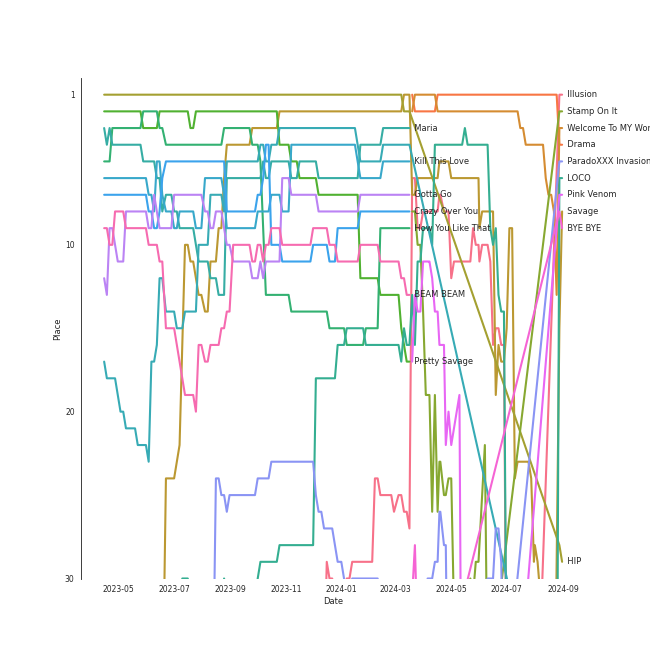 1
10
20
30
Place
2023-05
2023-07
2023-09
2023-11
2024-01
2024-03
2024-05
2024-07
2024-09
Date
Illusion
Stamp On It
Welcome To MY Wor
Drama
ParadoXXX Invasion
LOCO
Pink Venom
Savage
BYE BYE
HIP
Maria
Kill This Love
Gotta Go
Crazy Over You
How You Like That
BEAM BEAM
Pretty Savage